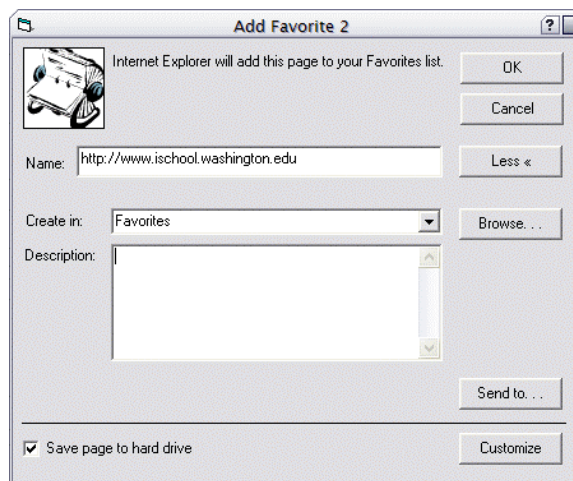 Add Favorite 2
?
Internet Explorer will add this page to your Favorites list.
OK
Cancel
Name: http://www.ischool.washington.edu
Less «
Create in: Favorites
Browse. . .
Description:
Send to. . .
Save page to hard drive
Customize